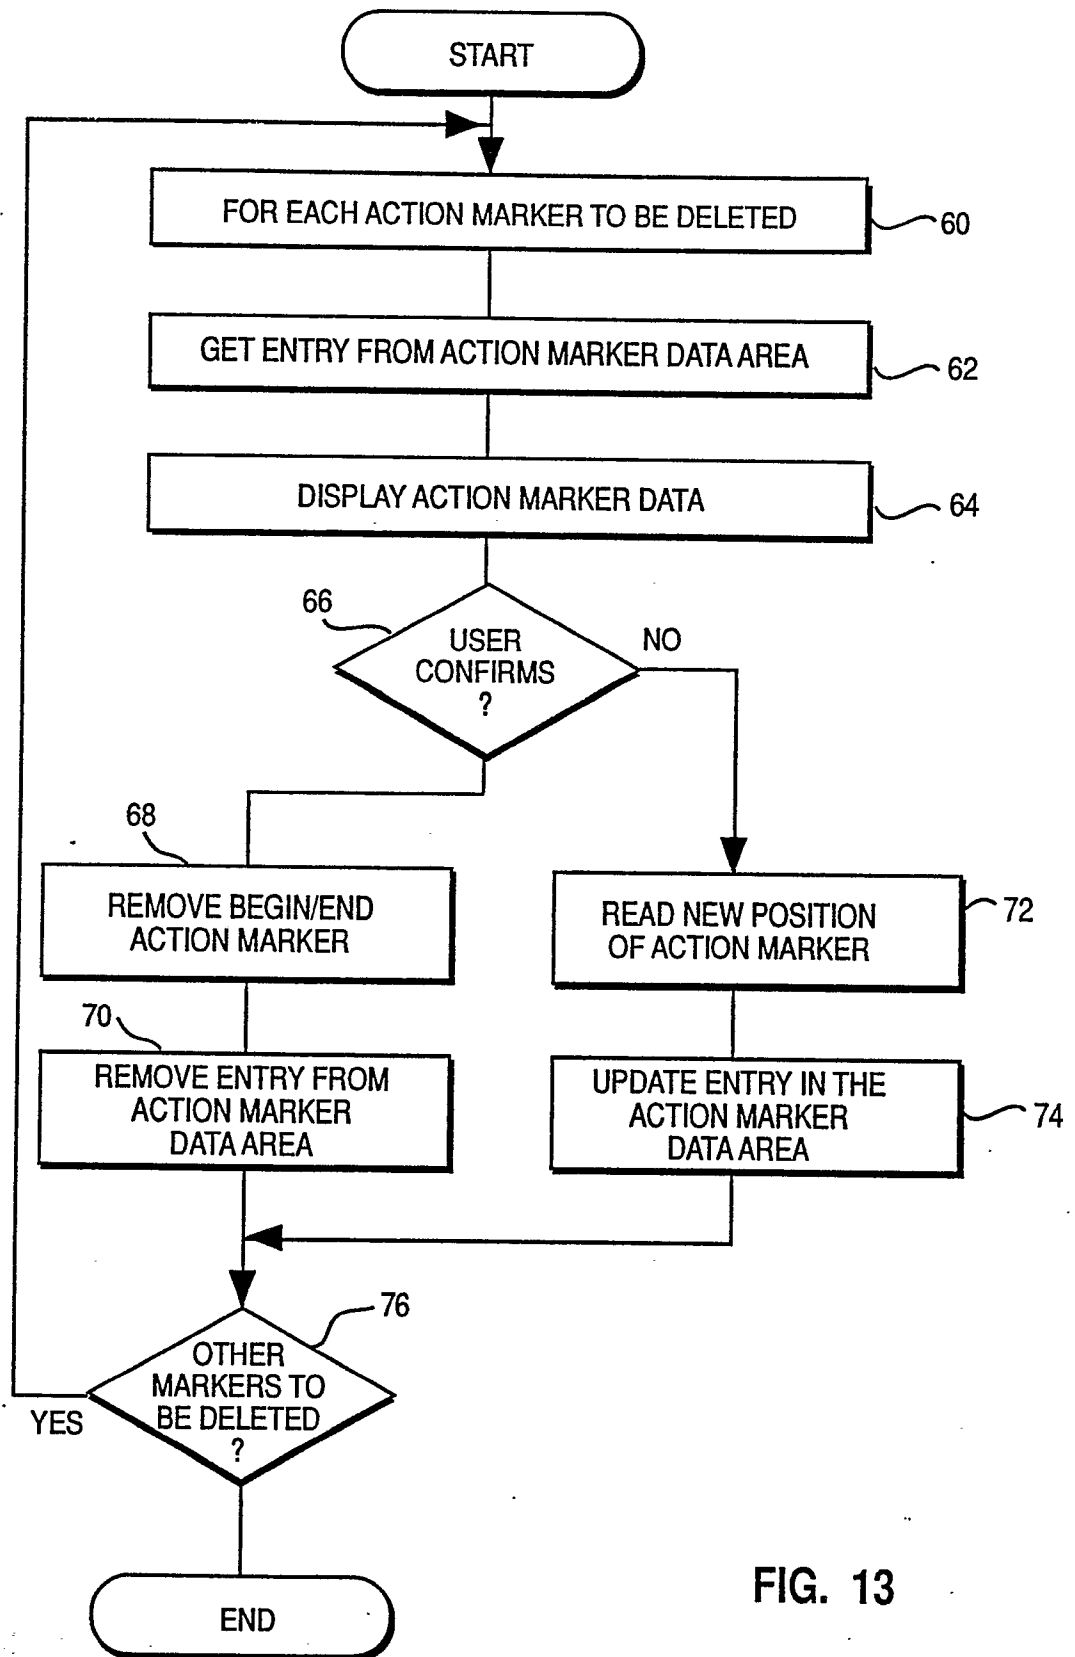 START
FOR EACH ACTION MARKER TO BE DELETED
60
GET ENTRY FROM ACTION MARKER DATA AREA
62
DISPLAY ACTION MARKER DATA
64
66
USER
CONFIRMS
?
NO
68
REMOVE BEGIN/END
ACTION MARKER
READ NEW POSITION
OF ACTION MARKER
72
70
REMOVE ENTRY FROM
ACTION MARKER
DATA AREA
UPDATE ENTRY IN THE
ACTION MARKER
DATA AREA
74
76
OTHER
MARKERS TO
BE DELETED
?
YES
END
FIG. 13